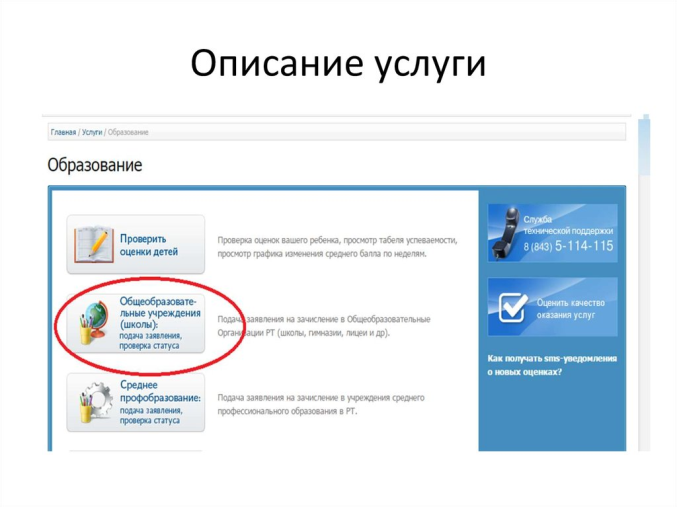 Описание услуги
Главная / Услуги / Образование
Образование
Проверить
оценки детей
Проверка оценок вашего ребенка, просмотр табеля успеваемости,
просмотр графика изменения среднего балла по неделям.
Общеобразовате-
льные учреждения
(школы):
подача заявления,
проверка статуса
Подача заявления на зачисление в Общеобразовательные
Организации РТ (школы, гимназии, лицеи и др).
Среднее
профобразование:
подача заявления,
проверка статуса
Подача заявления на зачисление в учреждения среднего
профессионального образования в РТ.
Служба
технической поддержки
8 (843) 5-114-115
Оценить качество
оказания услуг
Как получать sms-уведомления
о новых оценках?